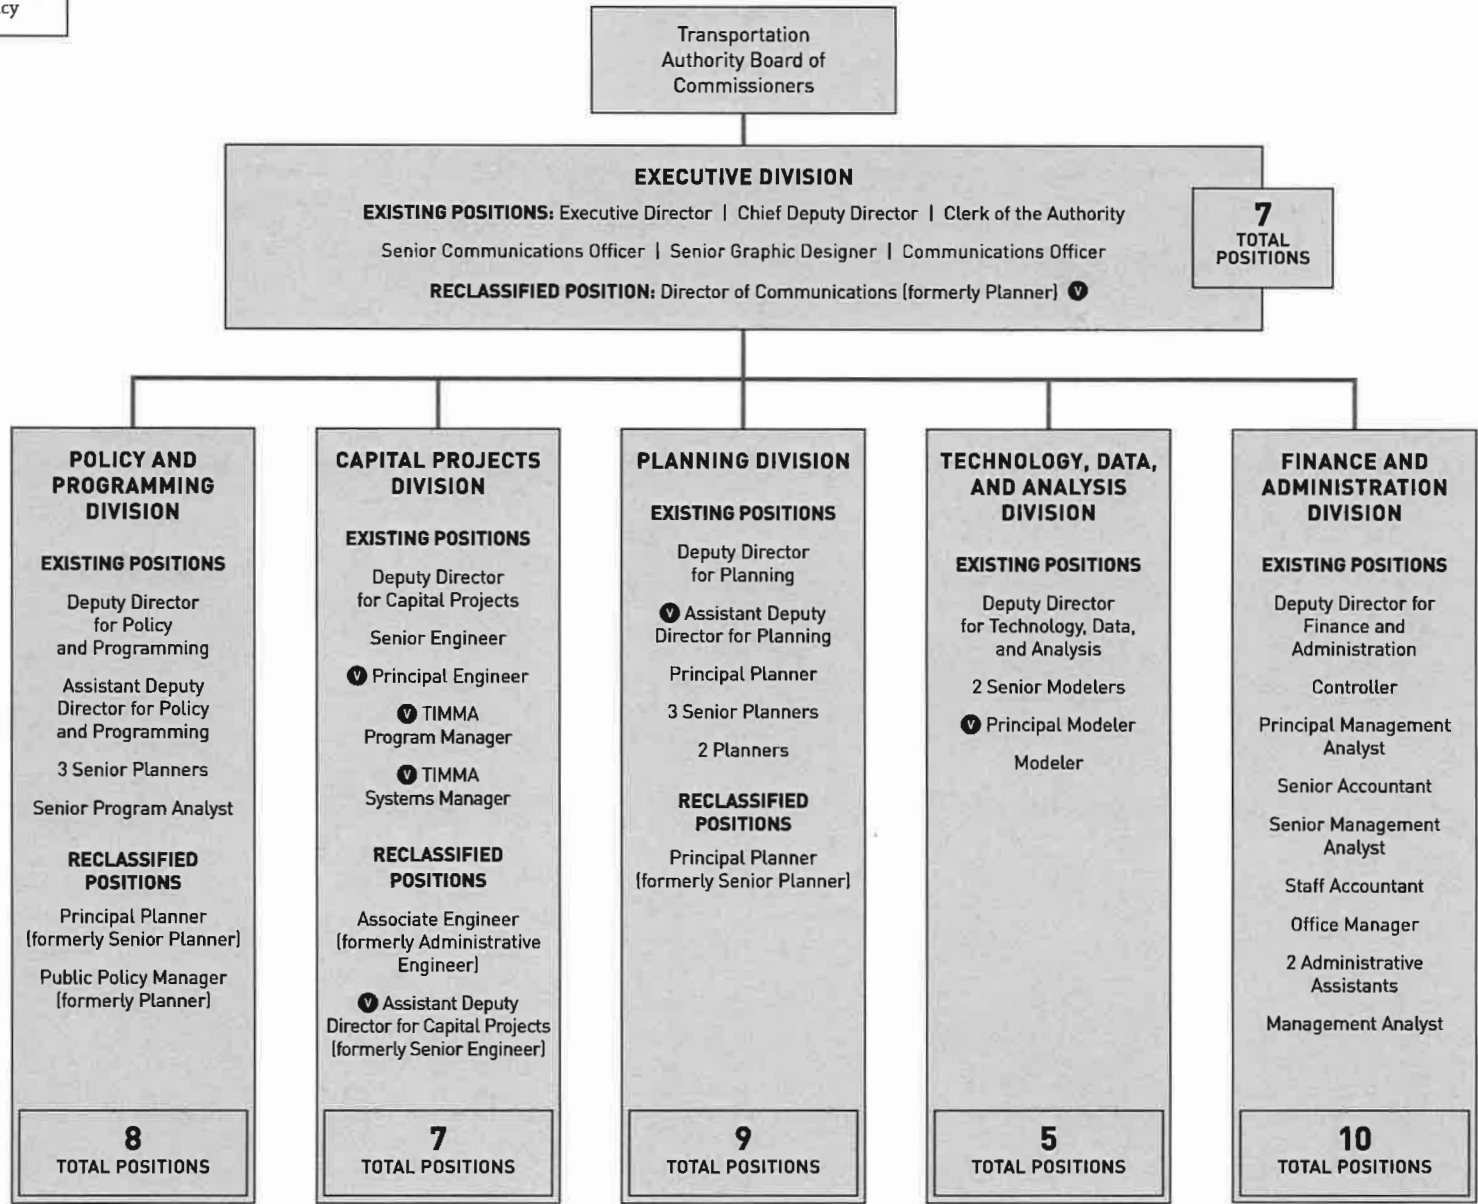 cy
Transportation
Authority Board of
Commissioners
EXECUTIVE DIVISION
EXISTING POSITIONS: Executive Director | Chief Deputy Director | Clerk of the Authority
Senior Communications Officer | Senior Graphic Designer | Communications Officer
RECLASSIFIED POSITION: Director of Communications (formerly Planner) V
7
TOTAL
POSITIONS
POLICY AND
PROGRAMMING
DIVISION
EXISTING POSITIONS
Deputy Director
for Policy
and Programming
Assistant Deputy
Director for Policy
and Programming
3 Senior Planners
Senior Program Analyst
RECLASSIFIED
POSITIONS
Principal Planner
(formerly Senior Planner)
Public Policy Manager
(formerly Planner)
8
TOTAL POSITIONS
CAPITAL PROJECTS
DIVISION
EXISTING POSITIONS
Deputy Director
for Capital Projects
Senior Engineer
V Principal Engineer
V TIMMA
Program Manager
V TIMMA
Systems Manager
RECLASSIFIED
POSITIONS
Associate Engineer
(formerly Administrative
Engineer)
V Assistant Deputy
Director for Capital Projects
(formerly Senior Engineer)
7
TOTAL POSITIONS
PLANNING DIVISION
EXISTING POSITIONS
Deputy Director
for Planning
V Assistant Deputy
Director for Planning
Principal Planner
3 Senior Planners
2 Planners
RECLASSIFIED
POSITIONS
Principal Planner
(formerly Senior Planner)
9
TOTAL POSITIONS
TECHNOLOGY, DATA,
AND ANALYSIS
DIVISION
EXISTING POSITIONS
Deputy Director
for Technology, Data,
and Analysis
2 Senior Modelers
V Principal Modeler
Modeler
5
TOTAL POSITIONS
FINANCE AND
ADMINISTRATION
DIVISION
EXISTING POSITIONS
Deputy Director for
Finance and
Administration
Controller
Principal Management
Analyst
Senior Accountant
Senior Management
Analyst
Staff Accountant
Office Manager
2 Administrative
Assistants
Management Analyst
10
TOTAL POSITIONS